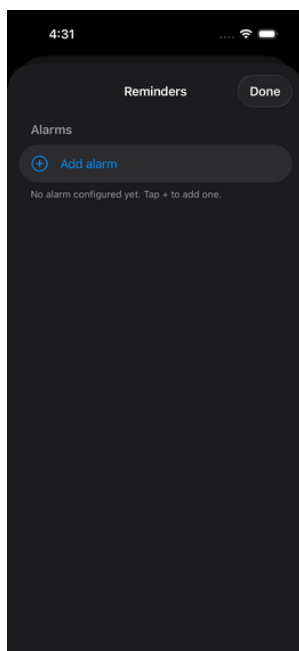 4:31
Reminders
Done
Alarms
Add alarm
No alarm configured yet. Tap + to add one.